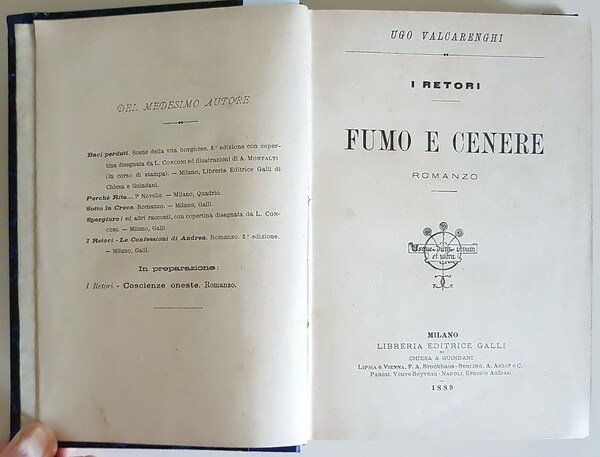 DEL MEDESIMO AUTORE
Baci perduti. Scene della vita borghese. 2.ª edizione con coper-
tina disegnata da L. CONCONI ed illustrazioni di A. MONTALTI
(in corso di stampa). — Milano, Libreria Editrice Galli di
Chiesa e Guindani.
Perchè Rita...? Novelle. — Milano, Quadrio.
Sotto la Croce. Romanzo. — Milano, Galli.
Spergiuro! ed altri racconti, con copertina disegnata da L. CON-
CONI. — Milano, Galli.
I Retori - Le Confessioni di Andrea. Romanzo. 2.ª edizione.
— Milano, Galli.
In preparazione:
I Retori - Coscienze oneste. Romanzo.
UGO VALCARENGHI
I RETORI
FUMO E CENERE
ROMANZO
Usque dum vivam
et ultra.
MILANO
LIBRERIA EDITRICE GALLI
DI
CHIESA & GUINDANI
LIPSIA e VIENNA, F. A. Brockhaus - BERLINO, A. Asher e C.
PARIGI, Veuve Boyveau - NAPOLI, Ernesto Anfossi
1889